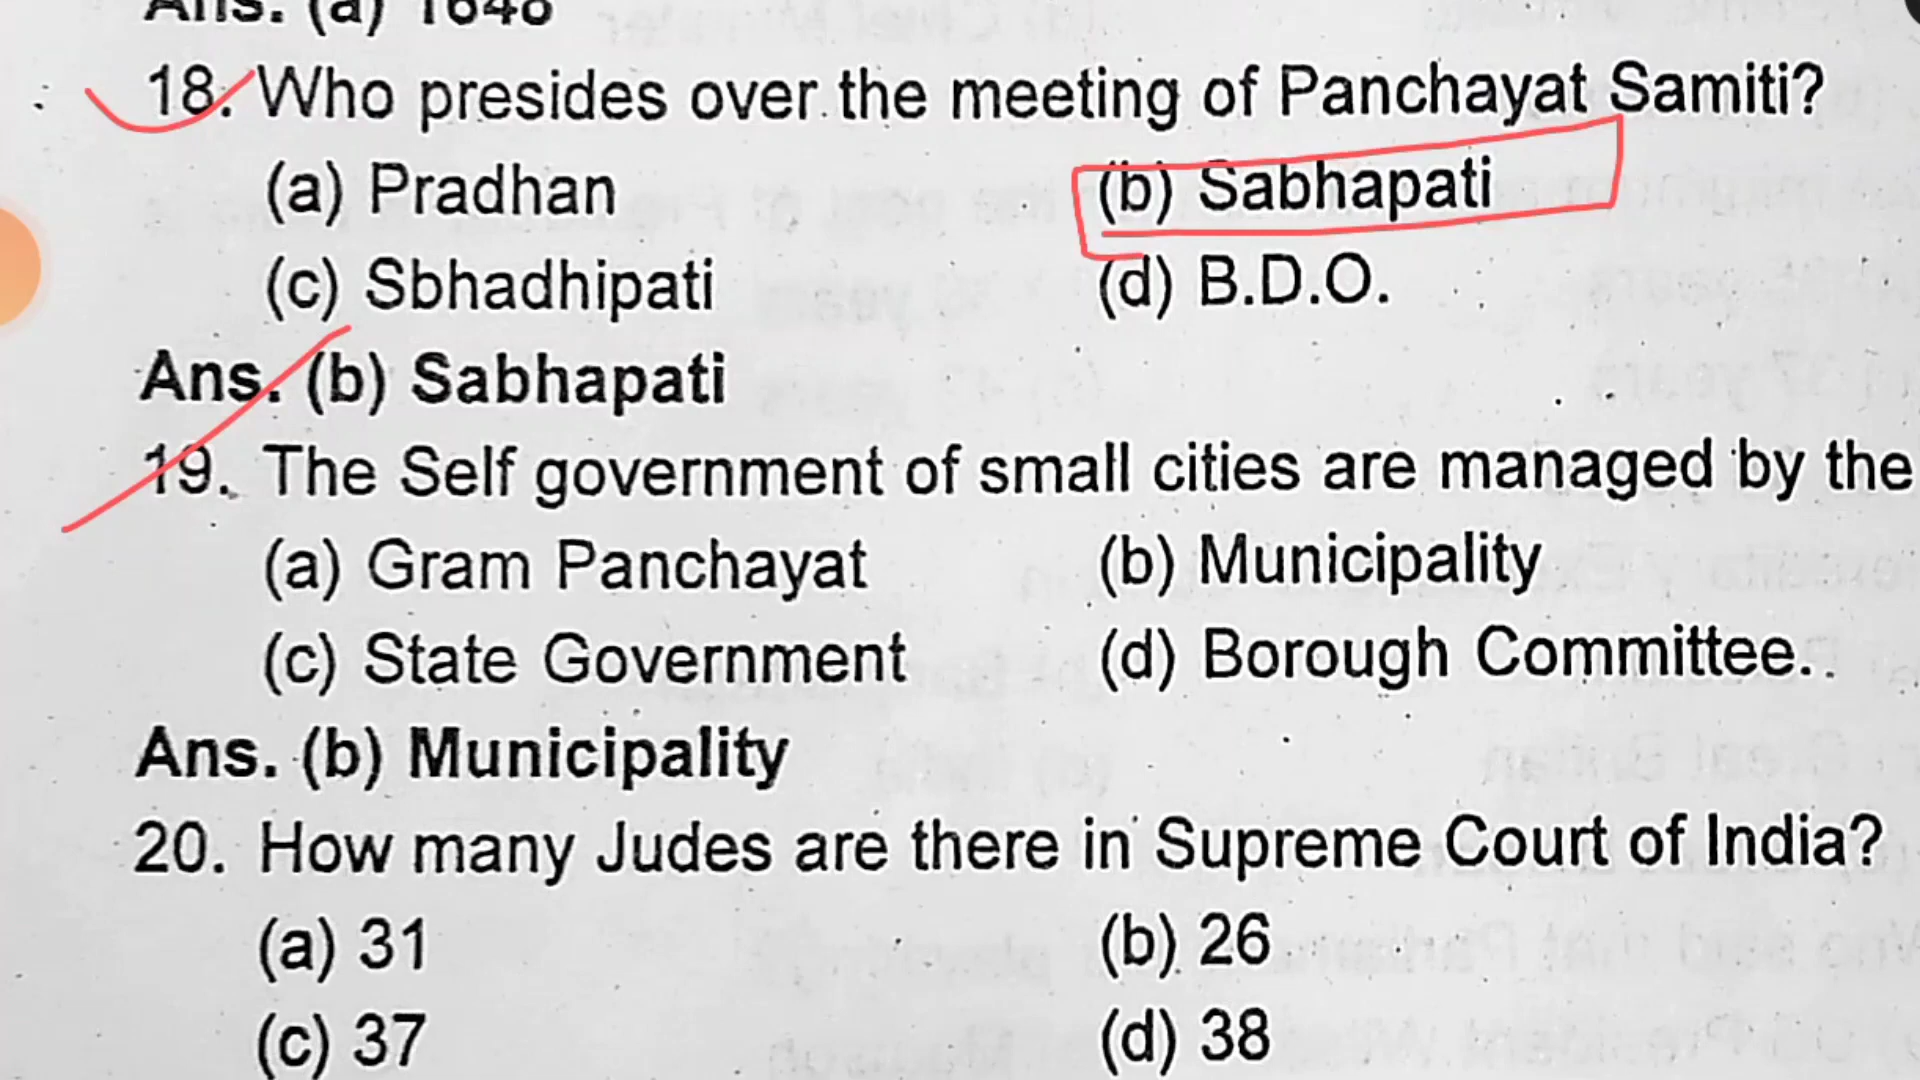 Ans. (a) 1648
18. Who presides over the meeting of Panchayat Samiti?
(a) Pradhan (b) Sabhapati
(c) Sbhadhipati (d) B.D.O.
Ans. (b) Sabhapati
19. The Self government of small cities are managed by the
(a) Gram Panchayat (b) Municipality
(c) State Government (d) Borough Committee.
Ans. (b) Municipality
20. How many Judes are there in Supreme Court of India?
(a) 31 (b) 26
(c) 37 (d) 38